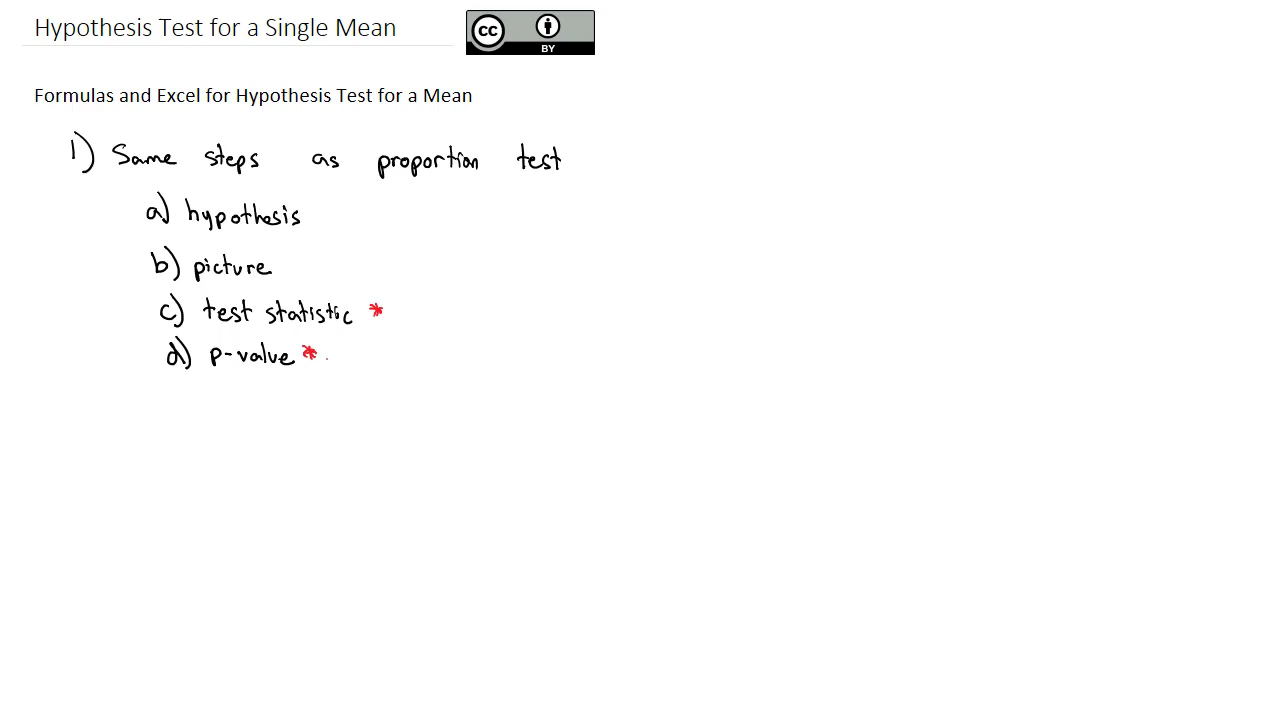 Hypothesis Test for a Single Mean
cc BY
Formulas and Excel for Hypothesis Test for a Mean
1) Same steps as proportion test
a) hypothesis
b) picture
c) test statistic *
d) p-value *